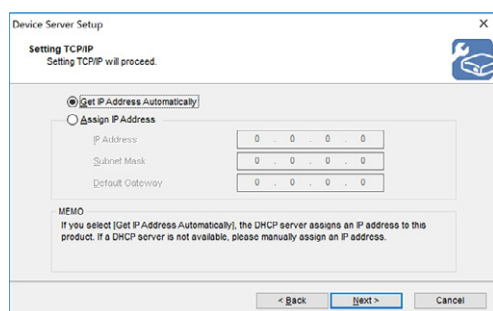 Device Server Setup
Setting TCP/IP
Setting TCP/IP will proceed.
Get IP Address Automatically
Assign IP Address
IP Address
0 . 0 . 0 . 0
Subnet Mask
0 . 0 . 0 . 0
Default Gateway
0 . 0 . 0 . 0
MEMO
If you select [Get IP Address Automatically], the DHCP server assigns an IP address to this
product. If a DHCP server is not available, please manually assign an IP address.
< Back
Next >
Cancel